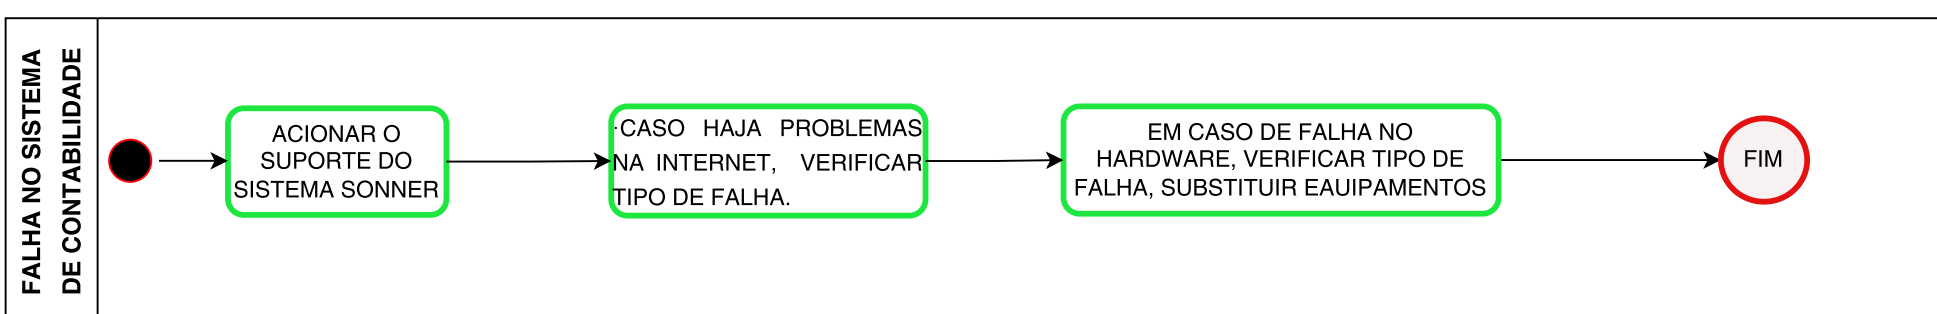 FALHA NO SISTEMA
DE CONTABILIDADE
ACIONAR O
SUPORTE DO
SISTEMA SONNER
·CASO HAJA PROBLEMAS
NA INTERNET, VERIFICAR
TIPO DE FALHA.
EM CASO DE FALHA NO
HARDWARE, VERIFICAR TIPO DE
FALHA, SUBSTITUIR EAUIPAMENTOS
FIM